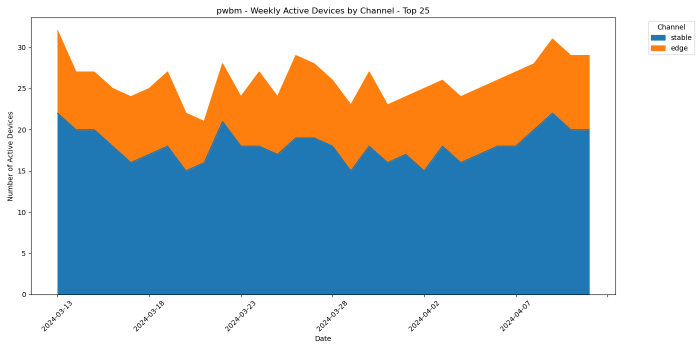 pwbm - Weekly Active Devices by Channel - Top 25
Channel
stable
edge
Number of Active Devices
30
25
20
15
10
5
0
2024-03-13
2024-03-18
2024-03-23
2024-03-28
2024-04-02
2024-04-07
Date